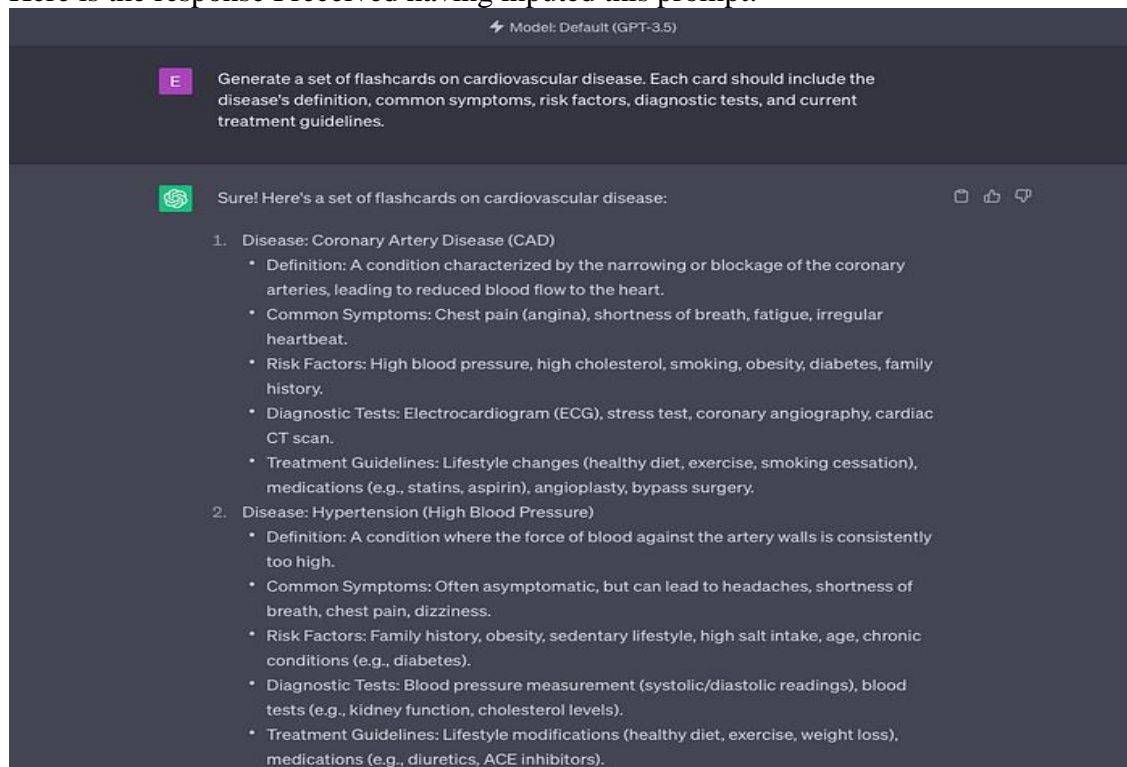 Here is the response I received having inputed this prompt:
Model: Default (GPT-3.5)
E
Generate a set of flashcards on cardiovascular disease. Each card should include the
disease's definition, common symptoms, risk factors, diagnostic tests, and current
treatment guidelines.
Sure! Here's a set of flashcards on cardiovascular disease:
1. Disease: Coronary Artery Disease (CAD)
• Definition: A condition characterized by the narrowing or blockage of the coronary
arteries, leading to reduced blood flow to the heart.
• Common Symptoms: Chest pain (angina), shortness of breath, fatigue, irregular
heartbeat.
• Risk Factors: High blood pressure, high cholesterol, smoking, obesity, diabetes, family
history.
• Diagnostic Tests: Electrocardiogram (ECG), stress test, coronary angiography, cardiac
CT scan.
• Treatment Guidelines: Lifestyle changes (healthy diet, exercise, smoking cessation),
medications (e.g., statins, aspirin), angioplasty, bypass surgery.
2. Disease: Hypertension (High Blood Pressure)
• Definition: A condition where the force of blood against the artery walls is consistently
too high.
• Common Symptoms: Often asymptomatic, but can lead to headaches, shortness of
breath, chest pain, dizziness.
• Risk Factors: Family history, obesity, sedentary lifestyle, high salt intake, age, chronic
conditions (e.g., diabetes).
• Diagnostic Tests: Blood pressure measurement (systolic/diastolic readings), blood
tests (e.g., kidney function, cholesterol levels).
• Treatment Guidelines: Lifestyle modifications (healthy diet, exercise, weight loss),
medications (e.g., diuretics, ACE inhibitors).